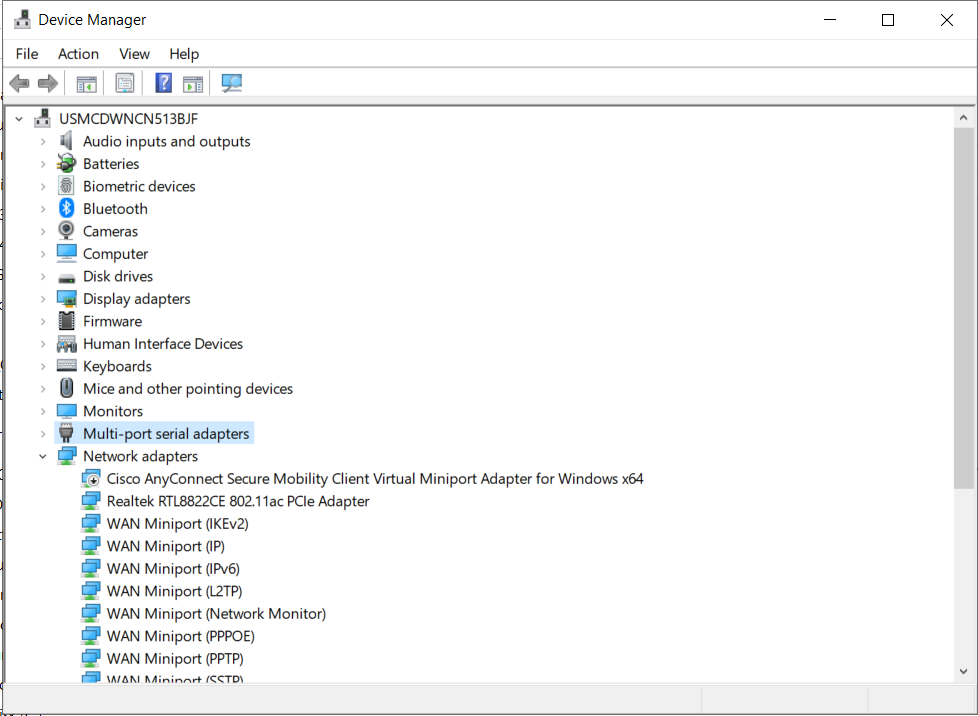 Device Manager
File Action View Help
USMCDWNCN513BJF
Audio inputs and outputs
Batteries
Biometric devices
Bluetooth
Cameras
Computer
Disk drives
Display adapters
Firmware
Human Interface Devices
Keyboards
Mice and other pointing devices
Monitors
Multi-port serial adapters
Network adapters
Cisco AnyConnect Secure Mobility Client Virtual Miniport Adapter for Windows x64
Realtek RTL8822CE 802.11ac PCIe Adapter
WAN Miniport (IKEv2)
WAN Miniport (IP)
WAN Miniport (IPv6)
WAN Miniport (L2TP)
WAN Miniport (Network Monitor)
WAN Miniport (PPPOE)
WAN Miniport (PPTP)
WAN Miniport (SSTP)